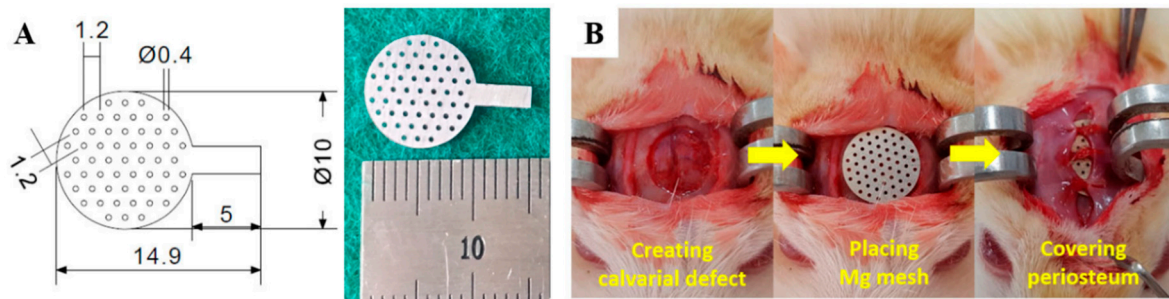 A
1.2
Ø0.4
1.2
Ø10
5
14.9
10
B
Creating
calvarial defect
Placing
Mg mesh
Covering
periosteum